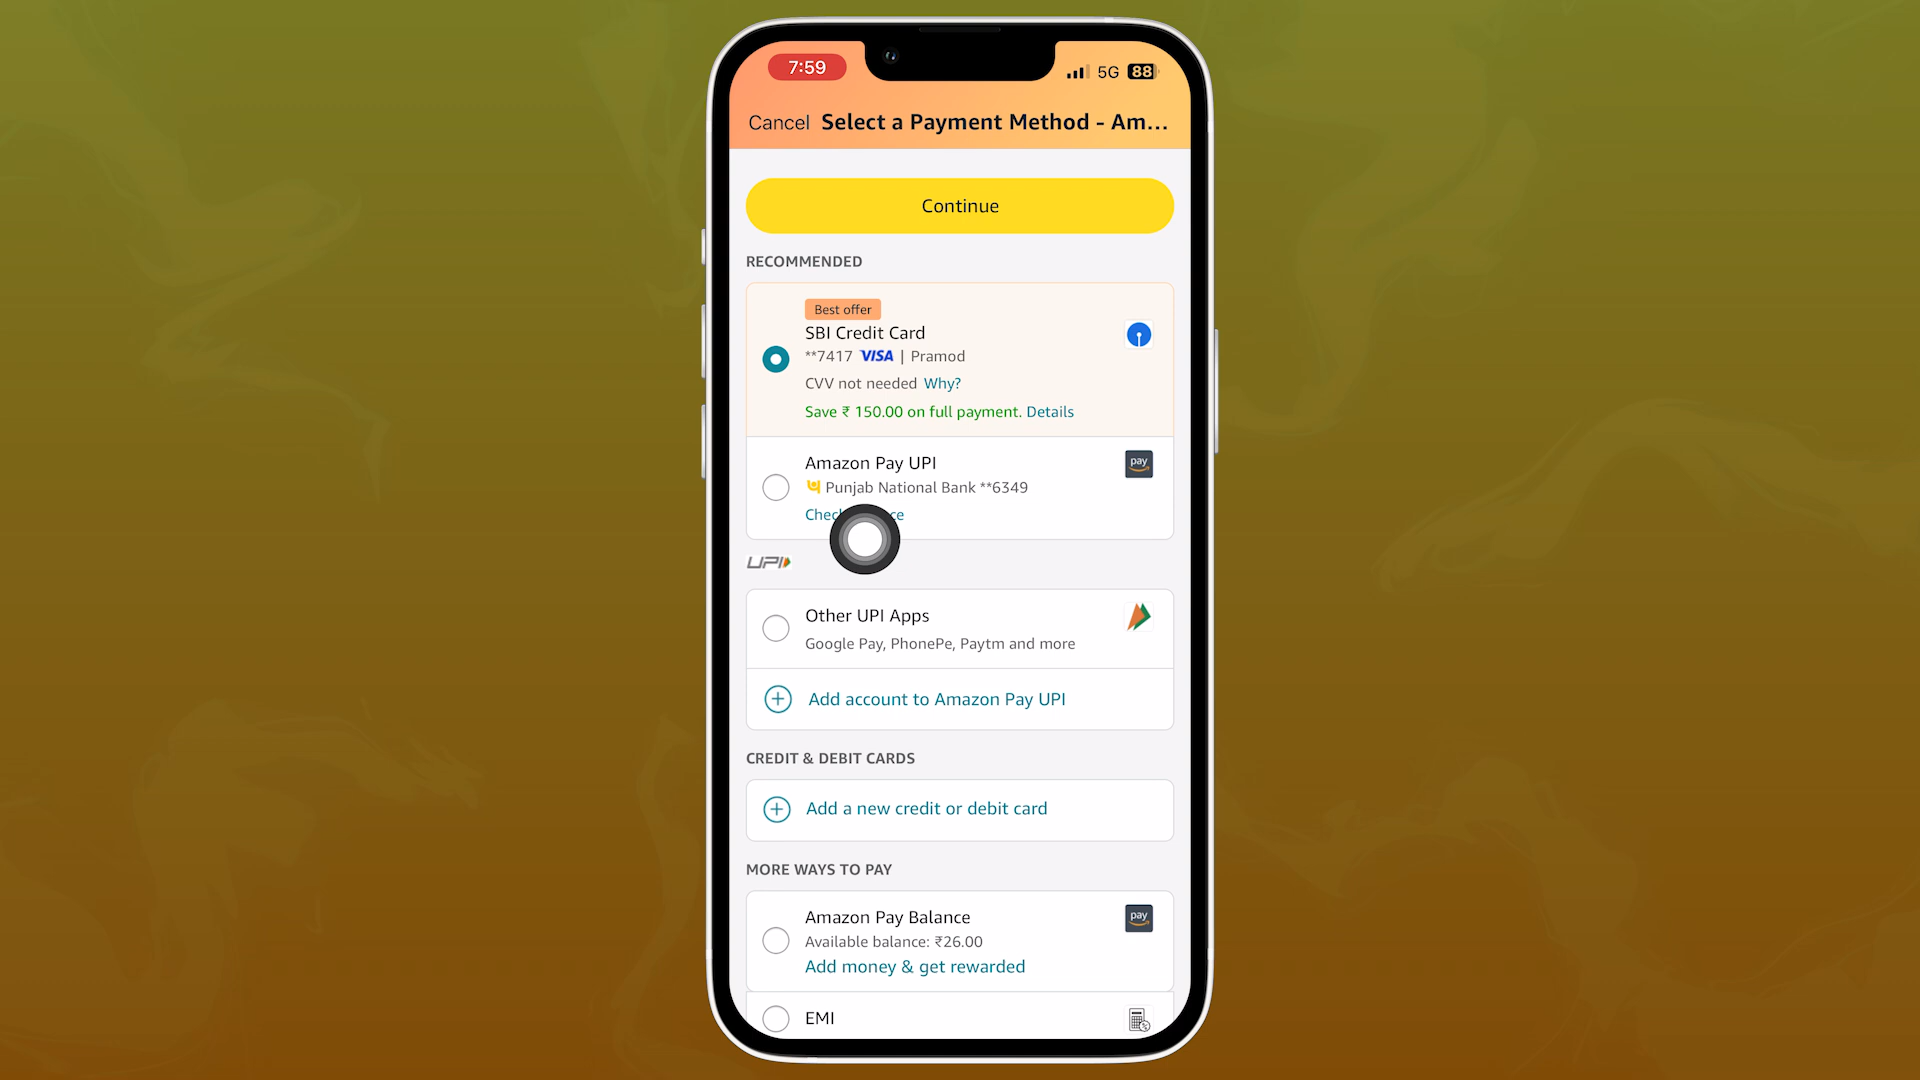 7:59
5G 88
Cancel Select a Payment Method - Am...
Continue
RECOMMENDED
Best offer
SBI Credit Card
**7417 VISA | Pramod
CVV not needed Why?
Save ₹ 150.00 on full payment. Details
Amazon Pay UPI
pay
Punjab National Bank **6349
UPI
Other UPI Apps
Google Pay, PhonePe, Paytm and more
Add account to Amazon Pay UPI
CREDIT & DEBIT CARDS
Add a new credit or debit card
MORE WAYS TO PAY
Amazon Pay Balance
pay
Available balance: ₹26.00
Add money & get rewarded
EMI